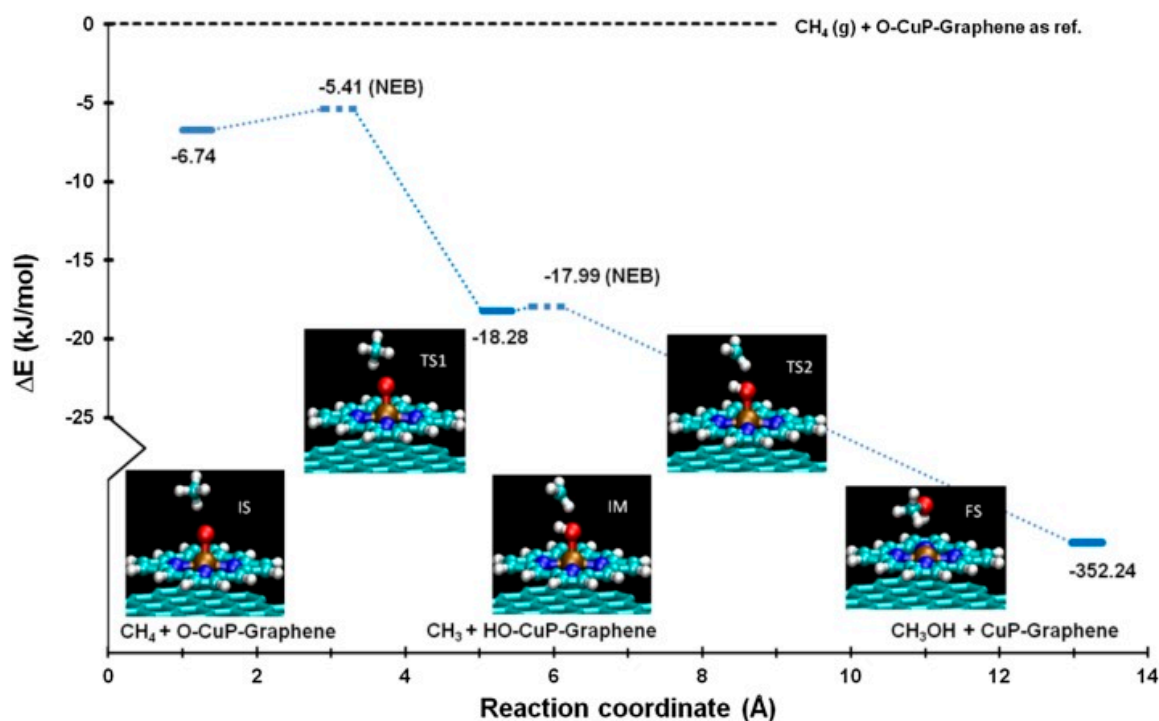 0
CH₄ (g) + O-CuP-Graphene as ref.
-5.41 (NEB)
-5
-6.74
-10
-15
-17.99 (NEB)
-18.28
-20
ΔE (kJ/mol)
TS1
TS2
-25
IS
IM
FS
-352.24
CH₄ + O-CuP-Graphene
CH₃ + HO-CuP-Graphene
CH₃OH + CuP-Graphene
0 2 4 6 8 10 12 14
Reaction coordinate (Å)